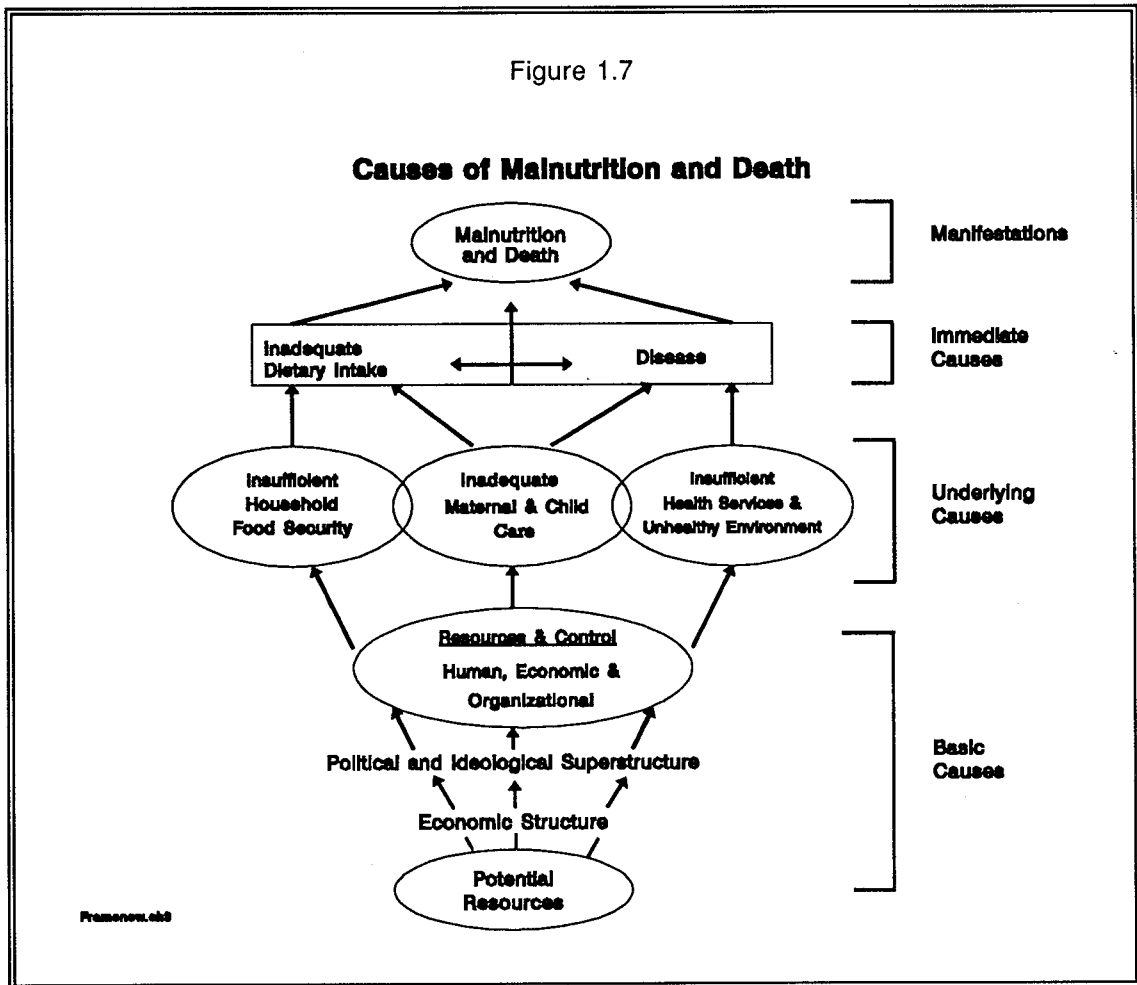 Figure 1.7
Causes of Malnutrition and Death
Malnutrition
and Death
Manifestations
Inadequate
Dietary Intake
Disease
Immediate
Causes
Insufficient
Household
Food Security
Inadequate
Maternal & Child
Care
Insufficient
Health Services &
Unhealthy Environment
Underlying
Causes
Resources & Control
Human, Economic &
Organizational
Political and Ideological Superstructure
Economic Structure
Basic
Causes
Potential
Resources